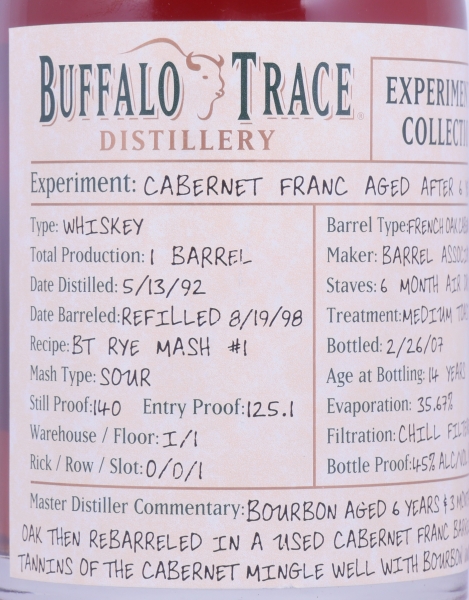 BUFFALO TRACE
DISTILLERY
EXPERIMEN
COLLECTIO
Experiment: CABERNET FRANC AGED AFTER 6
Type: WHISKEY
Total Production: 1 BARREL
Date Distilled: 5/13/92
Date Barreled: REFILLED 8/19/98
Recipe: BT RYE MASH #1
Mash Type: SOUR
Still Proof: 140 Entry Proof: 125.1
Warehouse / Floor: I/1
Rick / Row / Slot: 0/0/1
Barrel Type: FRENCH OAK
Maker: BARREL ASSOC
Staves: 6 MONTH AIR
Treatment: MEDIUM
Bottled: 2/26/07
Age at Bottling: 14 YEARS
Evaporation: 35.67%
Filtration: CHILL
Bottle Proof: 45% ALC
Master Distiller Commentary: BOURBON AGED 6 YEARS & 3 MO
OAK THEN REBARRELED IN A USED CABERNET FRANC BARR
TANNINS OF THE CABERNET MINGLE WELL WITH BOURBON